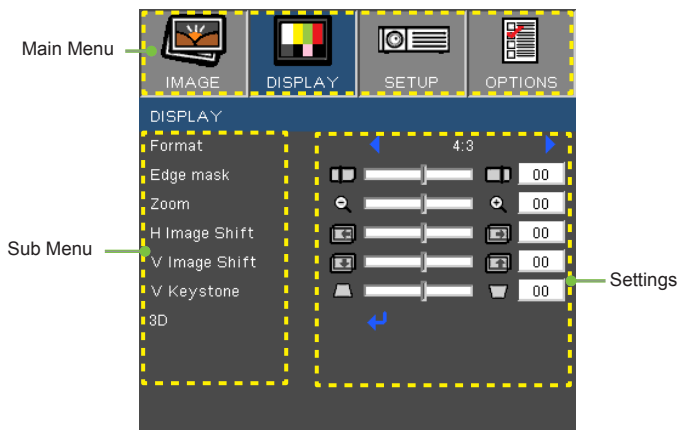 Main Menu
IMAGE DISPLAY SETUP OPTIONS
DISPLAY
Format 4:3
Edge mask 00
Zoom 00
H Image Shift 00
Sub Menu
V Image Shift 00
Settings
V Keystone 00
3D